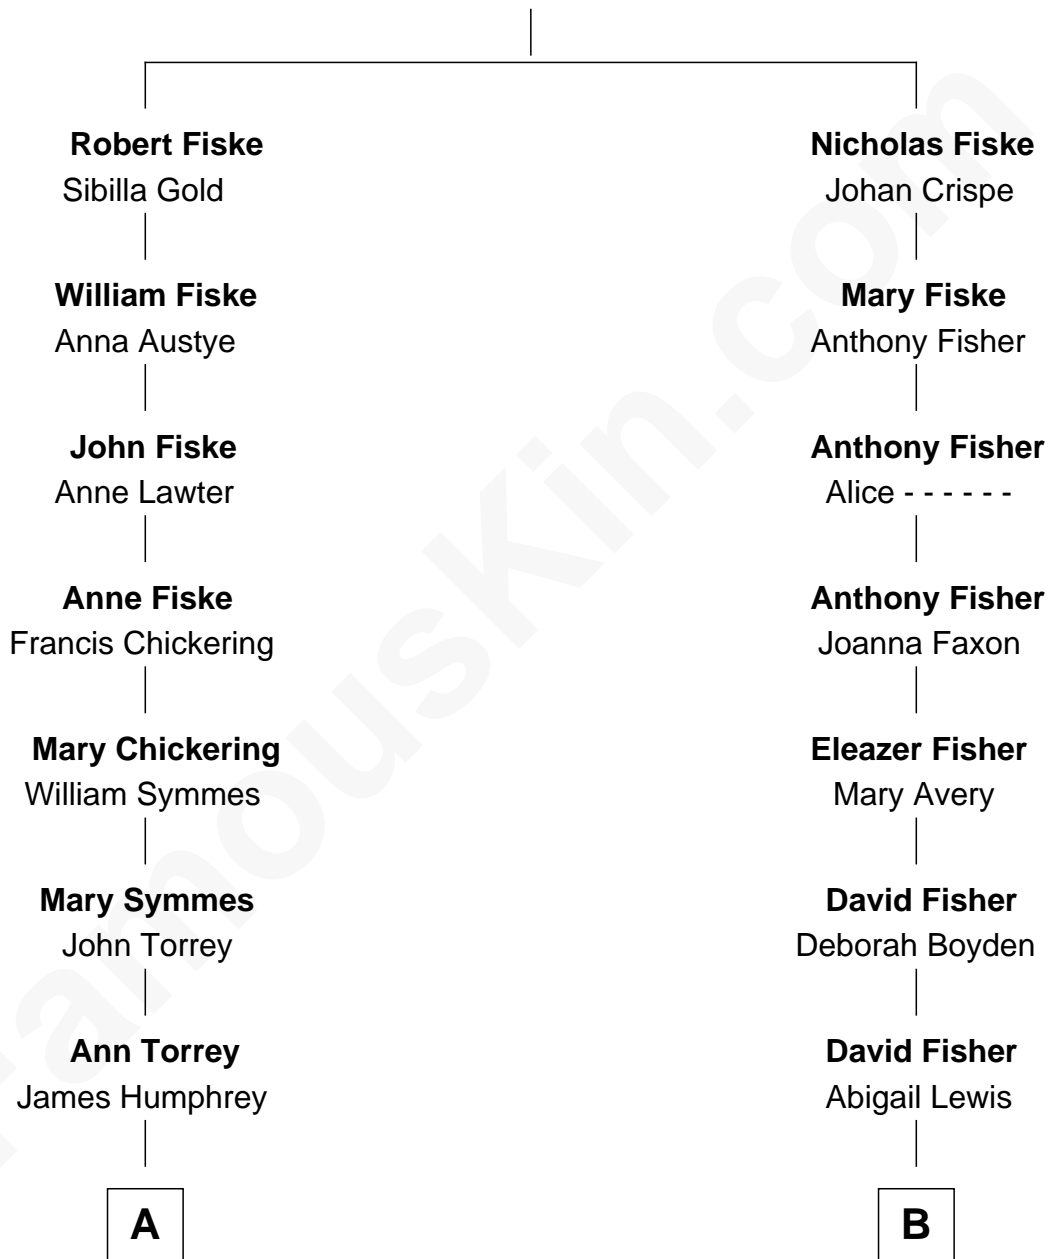 Robert Fiske
Sibilla Gold
William Fiske
Anna Austye
John Fiske
Anne Lawter
Anne Fiske
Francis Chickering
Mary Chickering
William Symmes
Mary Symmes
John Torrey
Ann Torrey
James Humphrey
A
Nicholas Fiske
Johan Crispe
Mary Fiske
Anthony Fisher
Anthony Fisher
Alice - - - - - -
Anthony Fisher
Joanna Faxon
Eleazer Fisher
Mary Avery
David Fisher
Deborah Boyden
David Fisher
Abigail Lewis
B
FamousKin.com